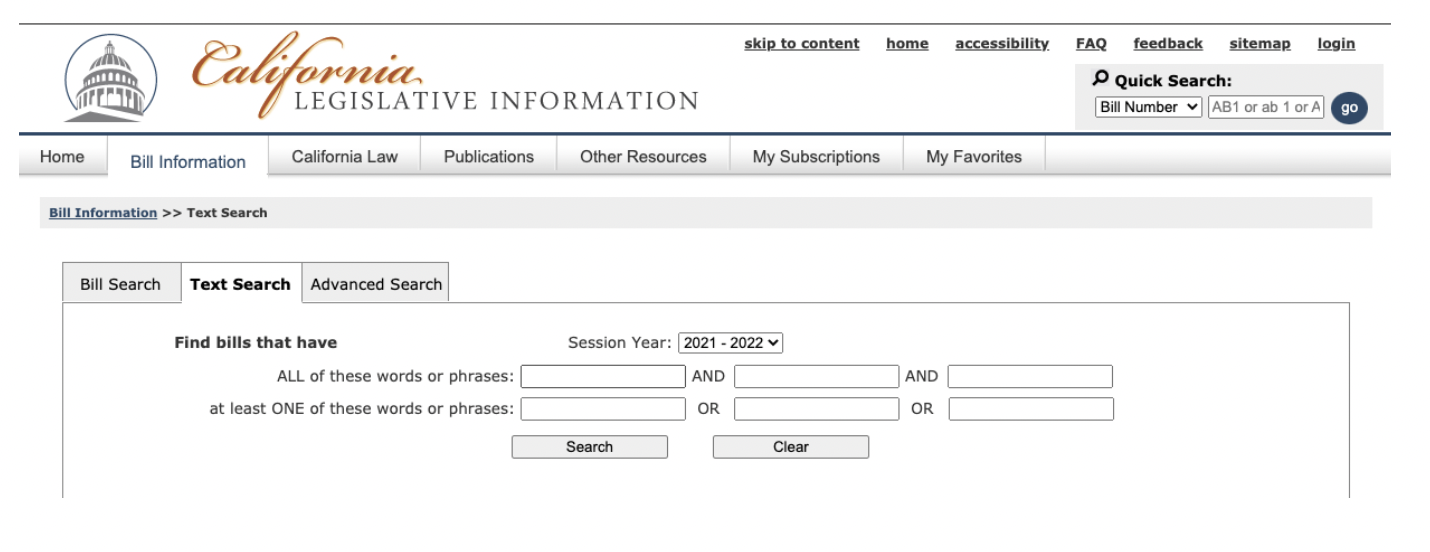 skip to content home accessibility FAQ feedback sitemap login
California
LEGISLATIVE INFORMATION
Quick Search:
Bill Number AB1 or ab 1 or A go
Home Bill Information California Law Publications Other Resources My Subscriptions My Favorites
Bill Information >> Text Search
Bill Search Text Search Advanced Search
Find bills that have Session Year: 2021 - 2022
ALL of these words or phrases: AND AND
at least ONE of these words or phrases: OR OR
Search Clear